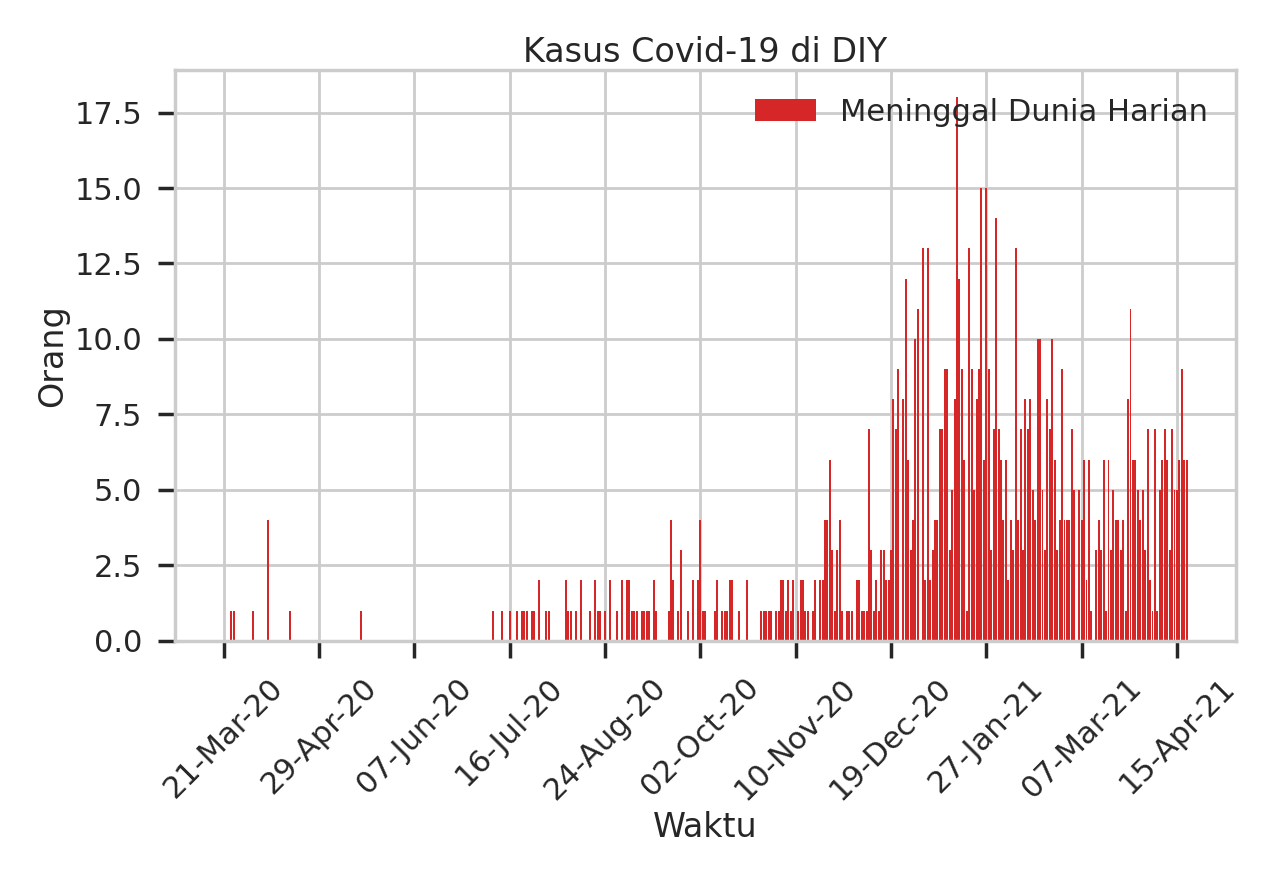 Kasus Covid-19 di DIY
Meninggal Dunia Harian
17.5
15.0
12.5
10.0
7.5
5.0
2.5
0.0
Orang
21-Mar-20
29-Apr-20
07-Jun-20
16-Jul-20
24-Aug-20
02-Oct-20
10-Nov-20
19-Dec-20
27-Jan-21
07-Mar-21
15-Apr-21
Waktu